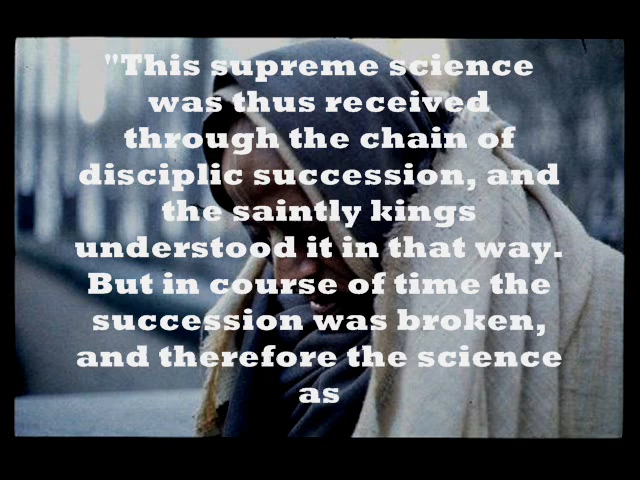 "This supreme science
was thus received
through the chain of
disciplic succession, and
the saintly kings
understood it in that way.
But in course of time the
succession was broken,
and therefore the science
as